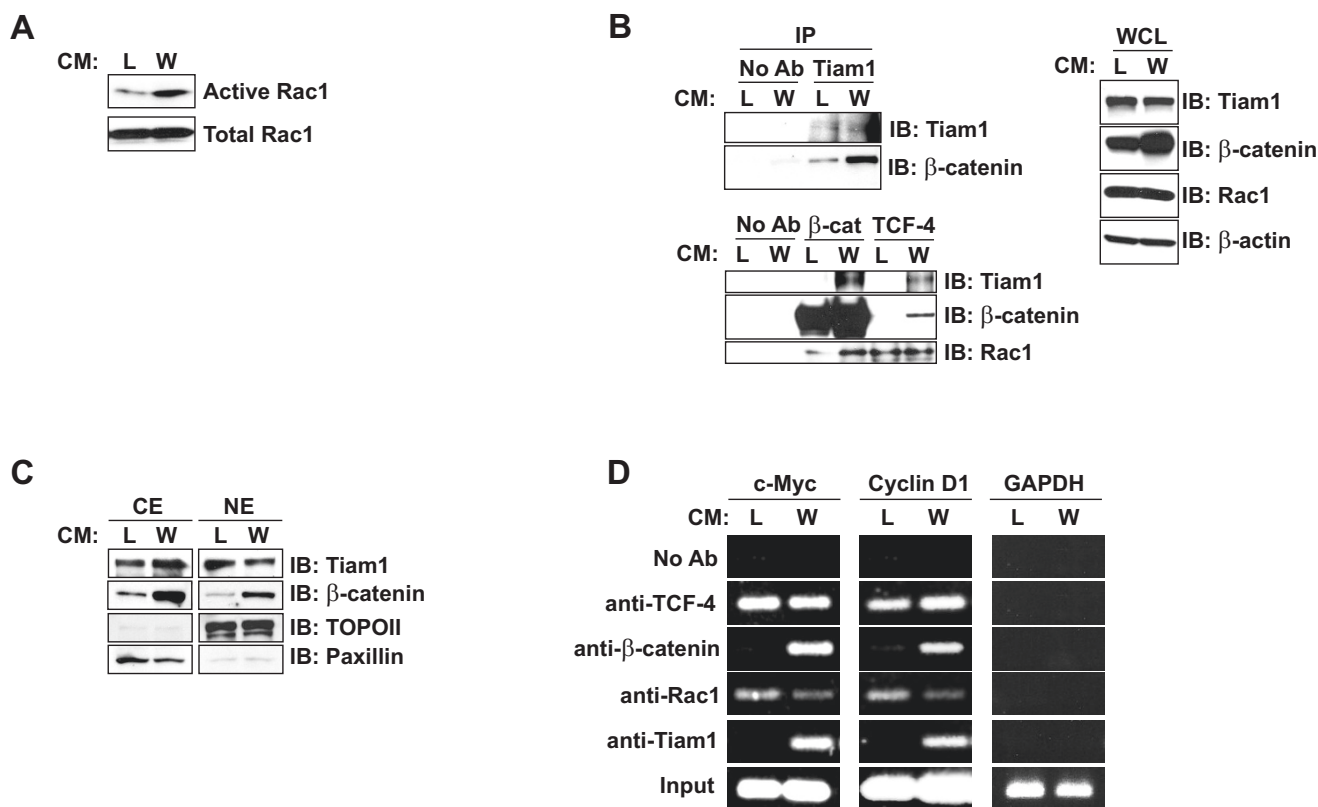 A
CM: L W
Active Rac1
Total Rac1
B
IP
No Ab Tiam1
CM: L W L W
IB: Tiam1
IB: β-catenin
No Ab β-cat TCF-4
CM: L W L W L W
IB: Tiam1
IB: β-catenin
IB: Rac1
WCL
CM: L W
IB: Tiam1
IB: β-catenin
IB: Rac1
IB: β-actin
C
CE NE
CM: L W L W
IB: Tiam1
IB: β-catenin
IB: TOPOII
IB: Paxillin
D
c-Myc Cyclin D1 GAPDH
CM: L W L W L W
No Ab
anti-TCF-4
anti-β-catenin
anti-Rac1
anti-Tiam1
Input